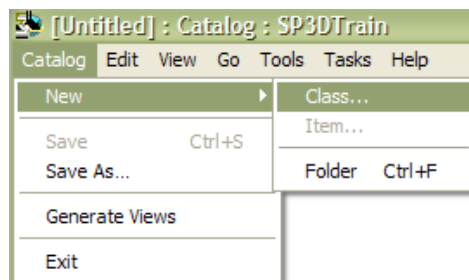 [Untitled] : Catalog : SP3DTrain
Catalog Edit View Go Tools Tasks Help
New Class...
Item...
Save Ctrl+S
Save As... Folder Ctrl+F
Generate Views
Exit